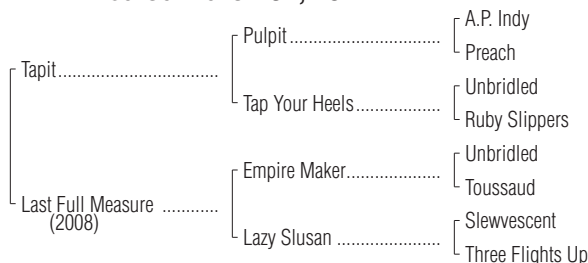 A.P. Indy
Pulpit
Preach
Tapit
Unbridled
Tap Your Heels
Ruby Slippers
Unbridled
Empire Maker
Toussaud
Last Full Measure
(2008)
Slewvescent
Lazy Slusan
Three Flights Up